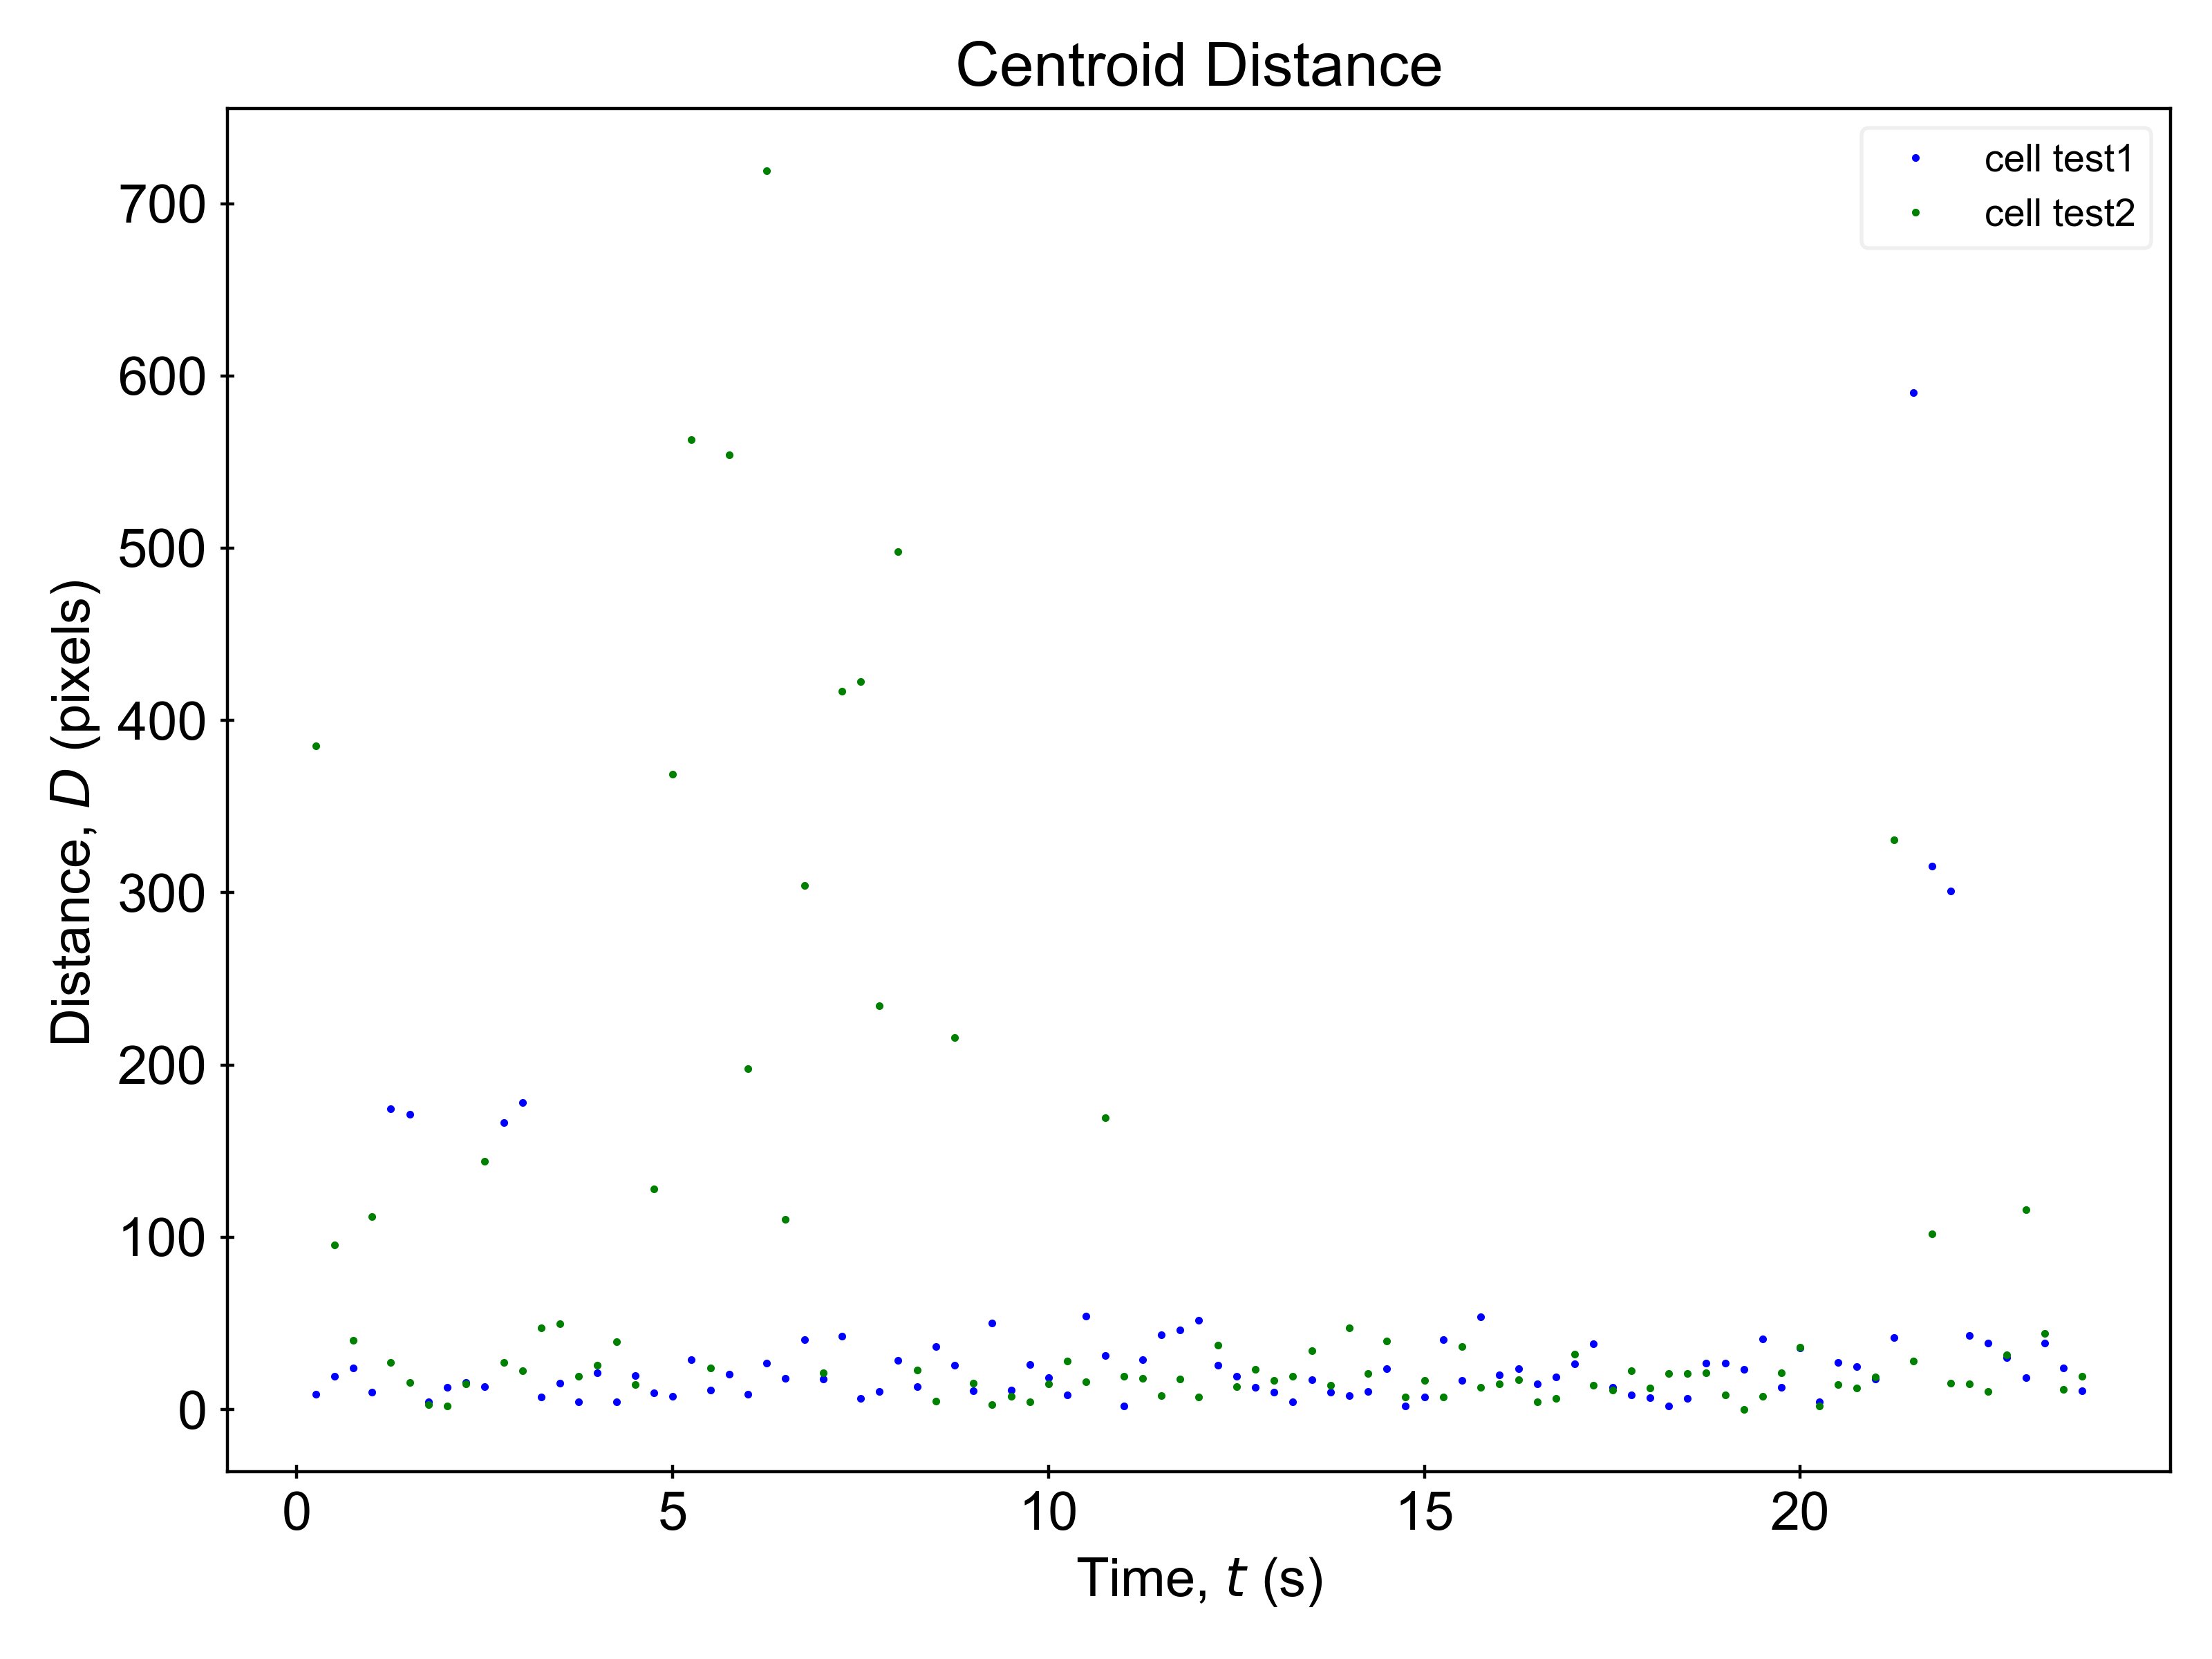 Centroid Distance
cell test1
cell test2
700
600
500
400
300
200
100
0
Distance, D (pixels)
0 5 10 15 20
Time, t (s)